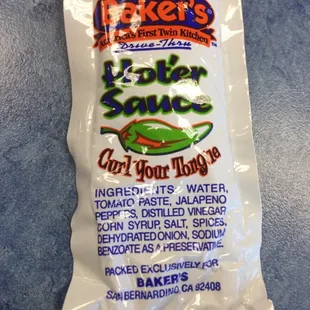 BAKER'S
America's First Twin Kitchen
Drive-Thru
Hot'er
Sauce
Curl Your Tongue
INGREDIENTS: WATER,
TOMATO PASTE, JALAPENO
PEPPERS, DISTILLED VINEGAR,
CORN SYRUP, SALT, SPICES,
DEHYDRATED ONION, SODIUM
BENZOATE AS A PRESERVATIVE.
PACKED EXCLUSIVELY FOR
BAKER'S
SAN BERNARDINO, CA 92408